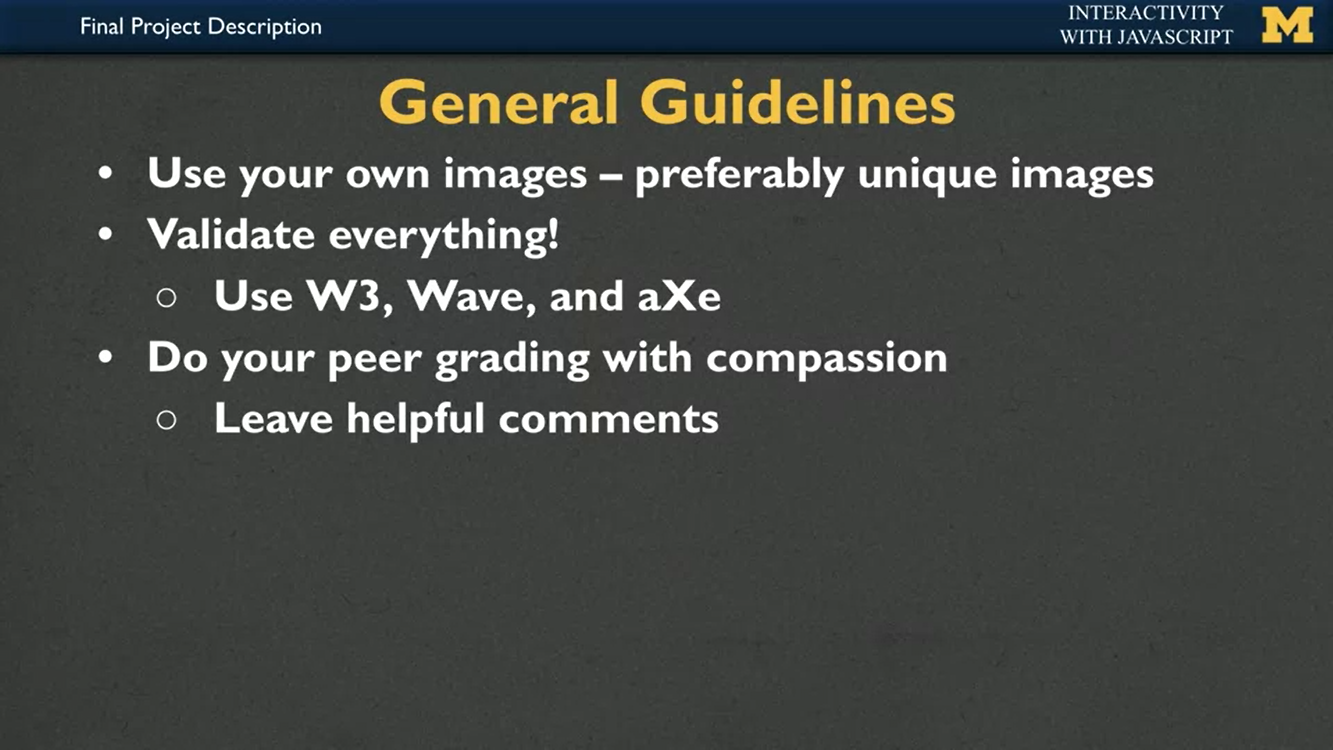 Final Project Description
INTERACTIVITY
WITH JAVASCRIPT
M
General Guidelines
• Use your own images – preferably unique images
• Validate everything!
○ Use W3, Wave, and aXe
• Do your peer grading with compassion
○ Leave helpful comments